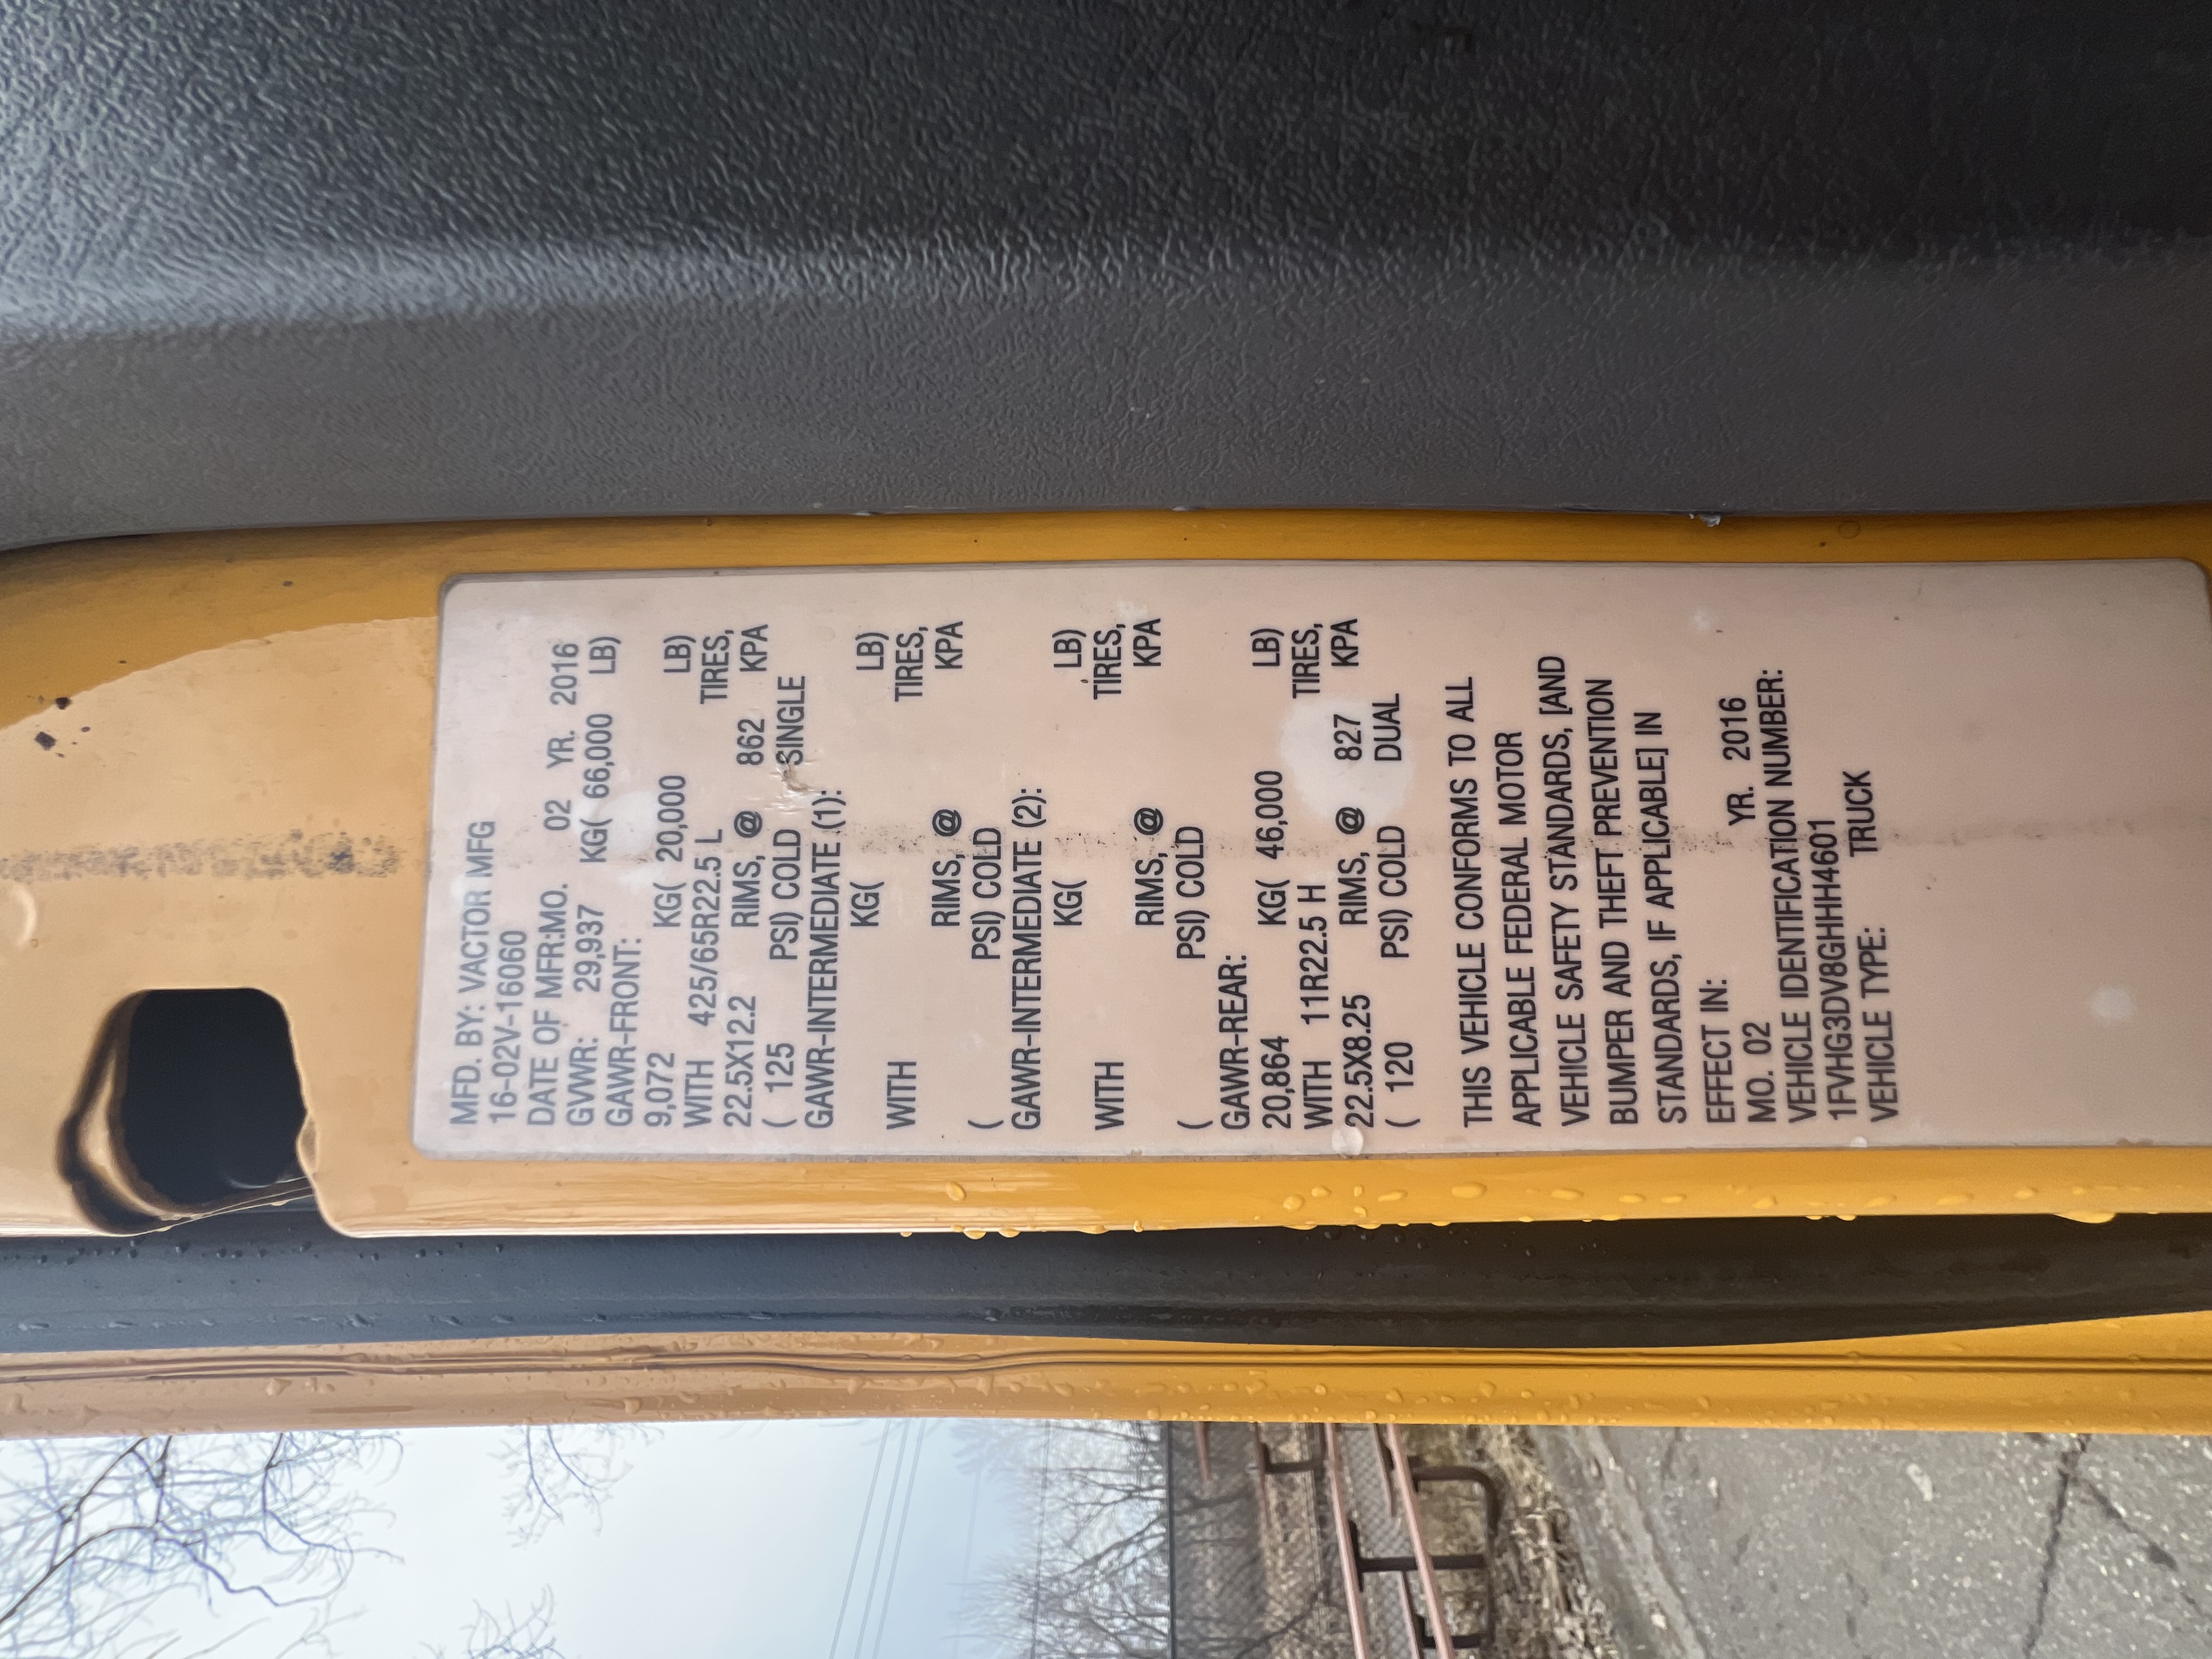 MFD. BY: VACTOR MFG
16-02V-16060
DATE OF MFR:MO. 02 YR. 2016
GVWR: 29,937 KG( 66,000 LB)
GAWR-FRONT:
9,072 KG( 20,000 LB)
WITH 425/65R22.5 L TIRES,
22.5X12.2 RIMS, @ 862 KPA
( 125 PSI) COLD SINGLE
GAWR-INTERMEDIATE (1):
KG( LB)
WITH TIRES,
RIMS, @ KPA
( PSI) COLD
GAWR-INTERMEDIATE (2):
KG( LB)
WITH TIRES,
RIMS, @ KPA
( PSI) COLD
GAWR-REAR:
20,864 KG( 46,000 LB)
WITH 11R22.5 H TIRES,
22.5X8.25 RIMS, @ 827 KPA
( 120 PSI) COLD DUAL
THIS VEHICLE CONFORMS TO ALL
APPLICABLE FEDERAL MOTOR
VEHICLE SAFETY STANDARDS, [AND
BUMPER AND THEFT PREVENTION
STANDARDS, IF APPLICABLE] IN
EFFECT IN:
MO. 02 YR. 2016
VEHICLE IDENTIFICATION NUMBER:
1FVHG3DV8GHHH4601
VEHICLE TYPE: TRUCK